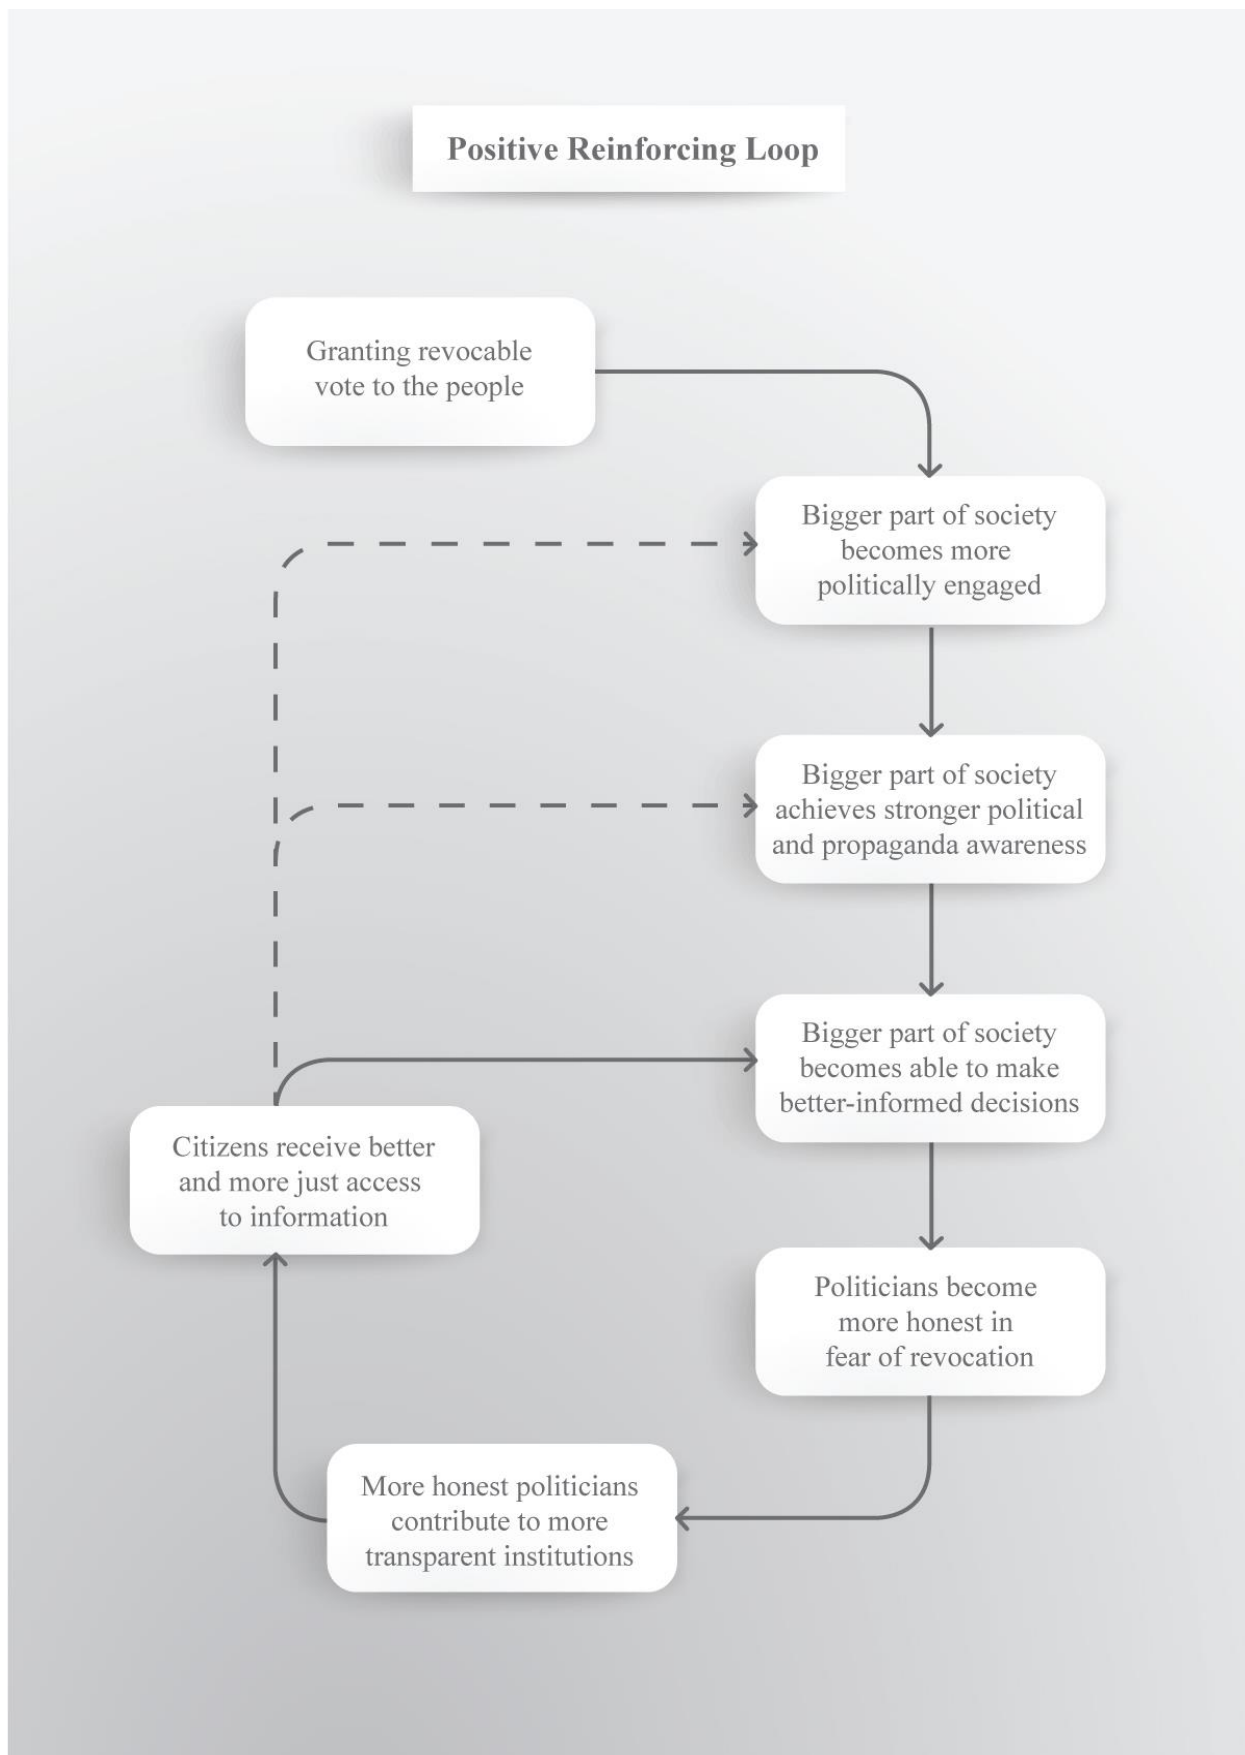 Positive Reinforcing Loop
Granting revocable
vote to the people
Bigger part of society
becomes more
politically engaged
Bigger part of society
achieves stronger political
and propaganda awareness
Bigger part of society
becomes able to make
better-informed decisions
Citizens receive better
and more just access
to information
Politicians become
more honest in
fear of revocation
More honest politicians
contribute to more
transparent institutions